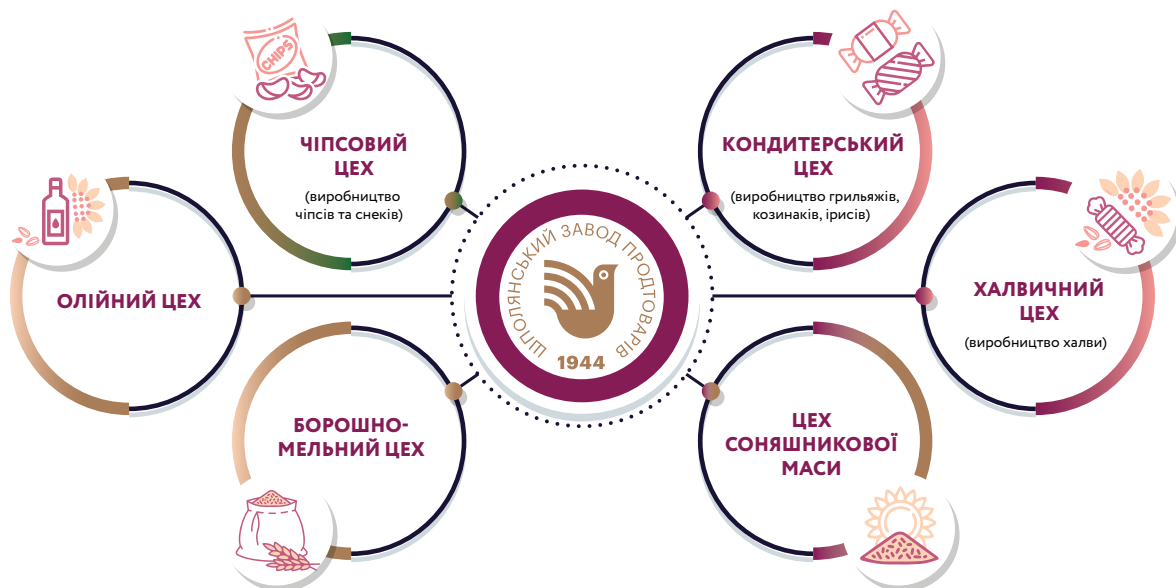 CHIPS
ЧІПСОВИЙ
ЦЕХ
(виробництво
чіпсів та снеків)
КОНДИТЕРСЬКИЙ
ЦЕХ
(виробництво грильяжів,
козинаків, ірисів)
ОЛІЙНИЙ ЦЕХ
ШПОЛЯНСЬКИЙ ЗАВОД ПРОДТОВАРІВ
1944
ХАЛВИЧНИЙ
ЦЕХ
(виробництво халви)
БОРОШНО-
МЕЛЬНИЙ ЦЕХ
ЦЕХ
СОНЯШНИКОВОЇ
МАСИ